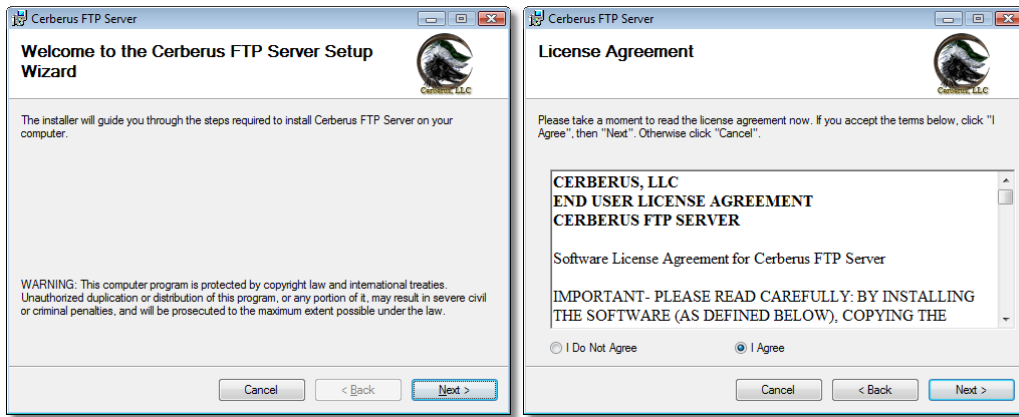 Cerberus FTP Server
Welcome to the Cerberus FTP Server Setup
Wizard
Cerberus, LLC
The installer will guide you through the steps required to install Cerberus FTP Server on your
computer.
WARNING: This computer program is protected by copyright law and international treaties.
Unauthorized duplication or distribution of this program, or any portion of it, may result in severe civil
or criminal penalties, and will be prosecuted to the maximum extent possible under the law.
Cancel < Back Next >
Cerberus FTP Server
License Agreement
Cerberus, LLC
Please take a moment to read the license agreement now. If you accept the terms below, click "I
Agree", then "Next". Otherwise click "Cancel".
CERBERUS, LLC
END USER LICENSE AGREEMENT
CERBERUS FTP SERVER
Software License Agreement for Cerberus FTP Server
IMPORTANT- PLEASE READ CAREFULLY: BY INSTALLING
THE SOFTWARE (AS DEFINED BELOW), COPYING THE
I Do Not Agree I Agree
Cancel < Back Next >